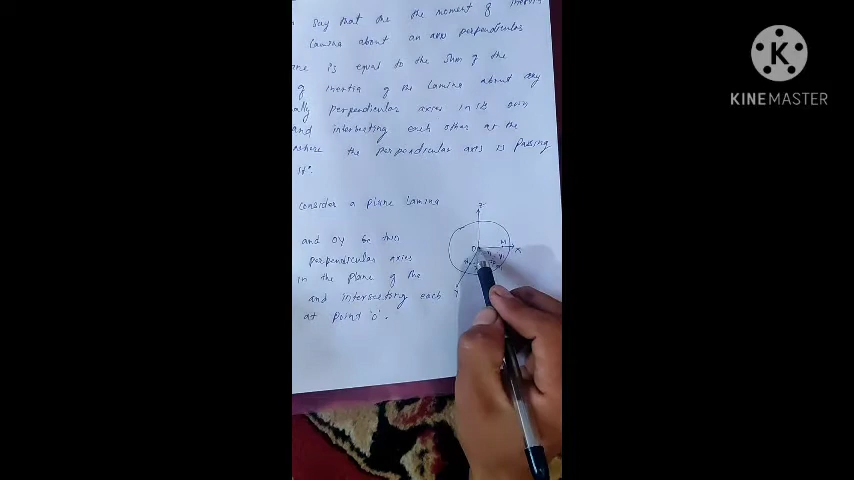 say that the the moment of inertia
lamina about an axis perpendicular
is equal to the sum of the
of inertia of the lamina about any
perpendicular axes in its own
and intersecting each other at the
where the perpendicular axis is passing
it".
consider a plane lamina
and oy be two
perpendicular axes
in the plane of the
and intersecting each
at point 'o'.
Z
O
M
X
Y
K
KINEMASTER